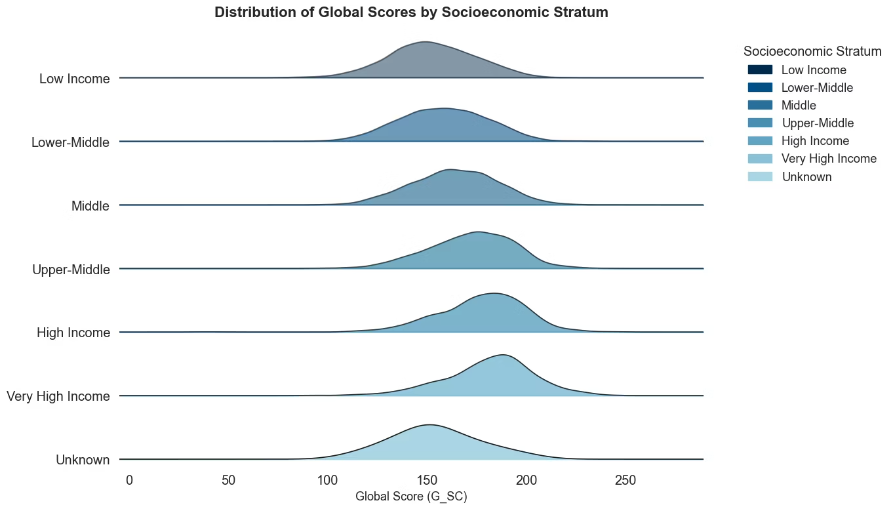 Distribution of Global Scores by Socioeconomic Stratum
Socioeconomic Stratum
Low Income
Lower-Middle
Middle
Upper-Middle
High Income
Very High Income
Unknown
Low Income
Lower-Middle
Middle
Upper-Middle
High Income
Very High Income
Unknown
0 50 100 150 200 250
Global Score (G_SC)